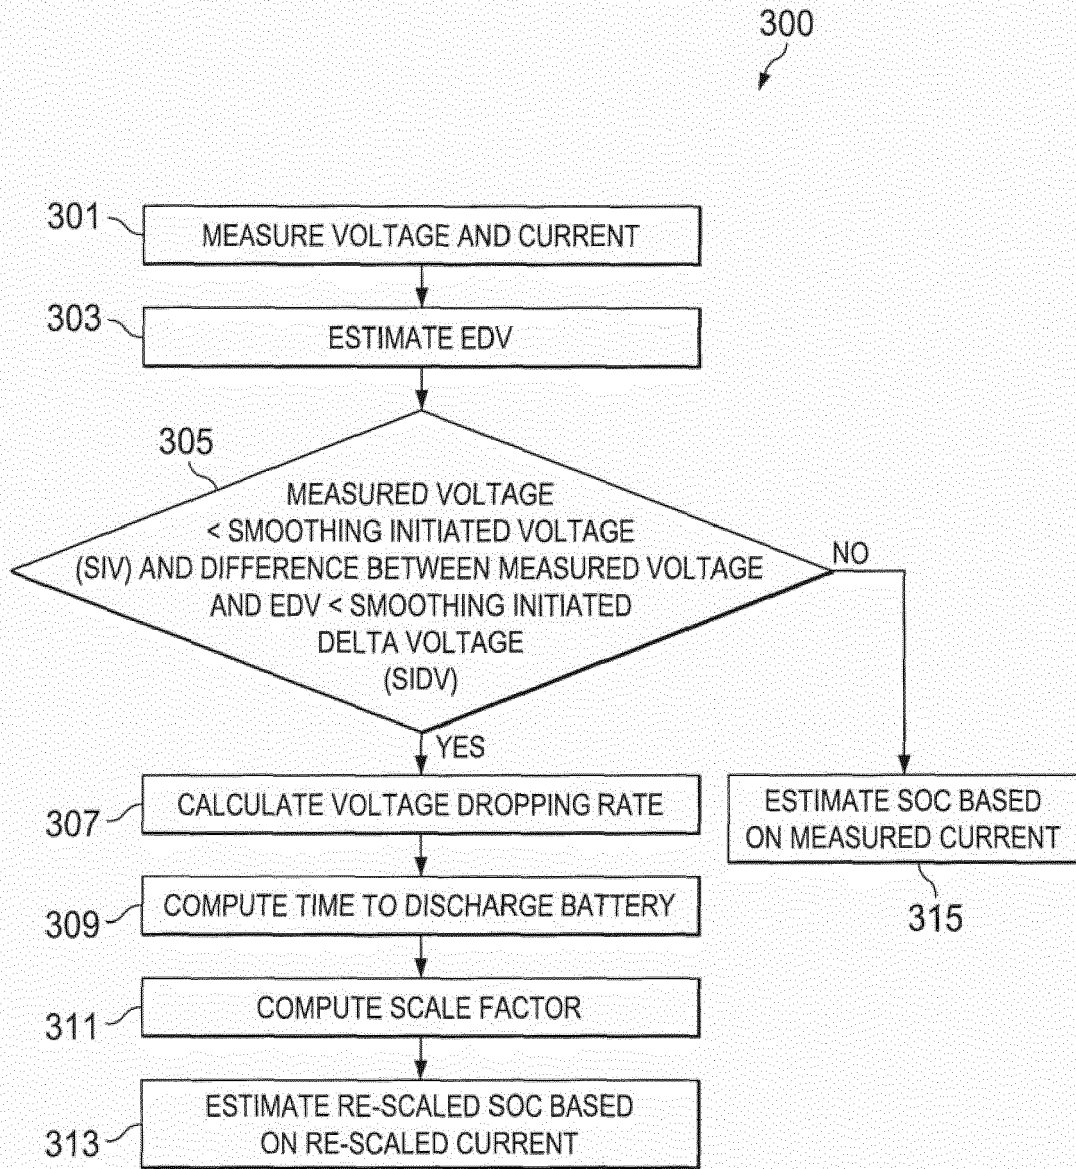 300
301
MEASURE VOLTAGE AND CURRENT
303
ESTIMATE EDV
305
MEASURED VOLTAGE
< SMOOTHING INITIATED VOLTAGE
(SIV) AND DIFFERENCE BETWEEN MEASURED VOLTAGE
AND EDV < SMOOTHING INITIATED
DELTA VOLTAGE
(SIDV)
NO
YES
307
CALCULATE VOLTAGE DROPPING RATE
ESTIMATE SOC BASED
ON MEASURED CURRENT
315
309
COMPUTE TIME TO DISCHARGE BATTERY
311
COMPUTE SCALE FACTOR
313
ESTIMATE RE-SCALED SOC BASED
ON RE-SCALED CURRENT